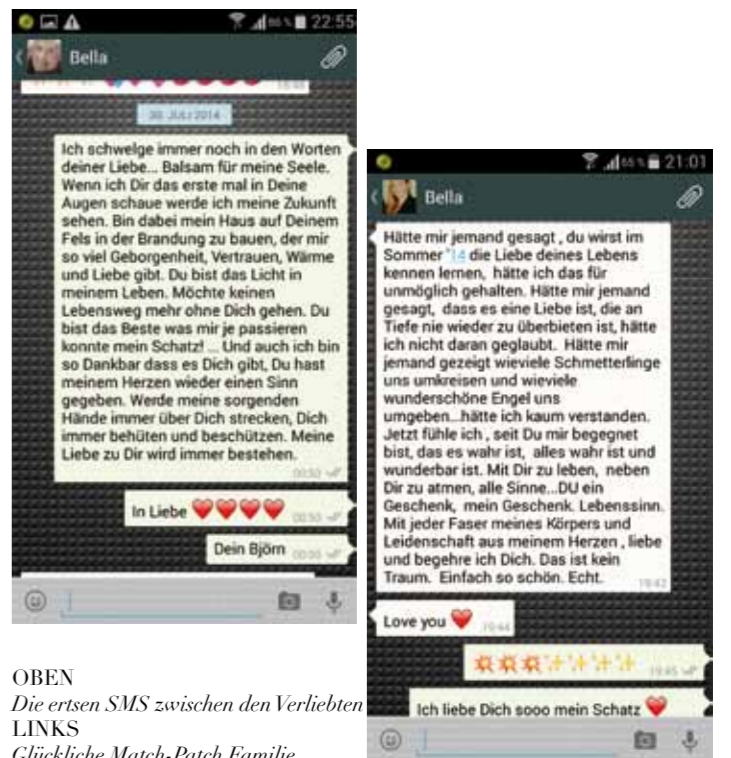 66% 22:55
Bella
30. JULI 2014
Ich schwelge immer noch in den Worten
deiner Liebe... Balsam für meine Seele.
Wenn ich Dir das erste mal in Deine
Augen schaue werde ich meine Zukunft
sehen. Bin dabei mein Haus auf Deinem
Fels in der Brandung zu bauen, der mir
so viel Geborgenheit, Vertrauen, Wärme
und Liebe gibt. Du bist das Licht in
meinem Leben. Möchte keinen
Lebensweg mehr ohne Dich gehen. Du
bist das Beste was mir je passieren
konnte mein Schatz! ... Und auch ich bin
so Dankbar dass es Dich gibt, Du hast
meinem Herzen wieder einen Sinn
gegeben. Werde meine sorgenden
Hände immer über Dich strecken, Dich
immer behüten und beschützen. Meine
Liebe zu Dir wird immer bestehen.
00:50
In Liebe ❤❤❤❤ 00:50
Dein Björn 00:50
21:01
Bella
Hätte mir jemand gesagt , du wirst im
Sommer "14 die Liebe deines Lebens
kennen lernen, hätte ich das für
unmöglich gehalten. Hätte mir jemand
gesagt, dass es eine Liebe ist, die an
Tiefe nie wieder zu überbieten ist, hätte
ich nicht daran geglaubt. Hätte mir
jemand gezeigt wieviele Schmetterlinge
uns umkreisen und wieviele
wunderschöne Engel uns
umgeben...hätte ich kaum verstanden.
Jetzt fühle ich , seit Du mir begegnet
bist, das es wahr ist, alles wahr ist und
wunderbar ist. Mit Dir zu leben, neben
Dir zu atmen, alle Sinne...DU ein
Geschenk, mein Geschenk. Lebenssinn.
Mit jeder Faser meines Körpers und
Leidenschaft aus meinem Herzen , liebe
und begehre ich Dich. Das ist kein
Traum. Einfach so schön. Echt.
Love you ❤ 19:44
19:45
Ich liebe Dich sooo mein Schatz ❤
OBEN
Die ertsen SMS zwischen den Verliebten
LINKS
Glückliche Match-Patch Familie